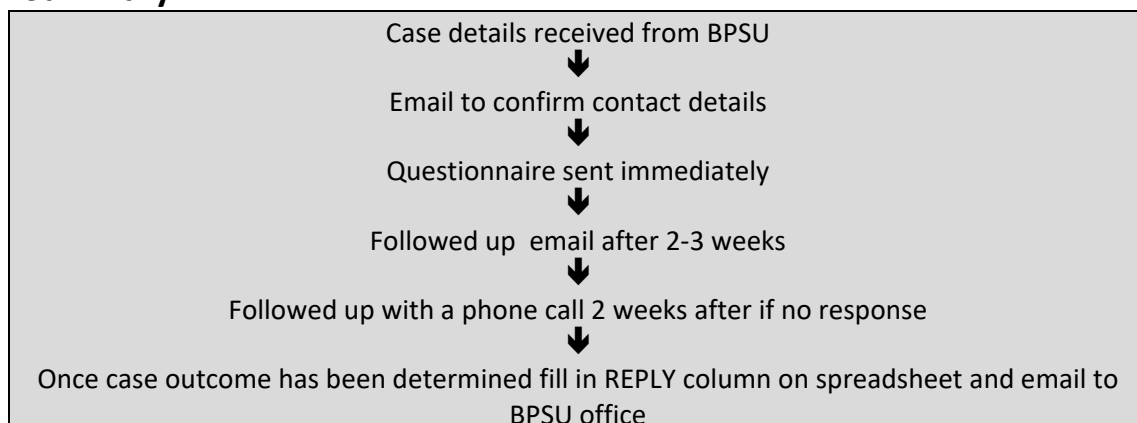 Case details received from BPSU
Email to confirm contact details
Questionnaire sent immediately
Followed up  email after 2-3 weeks
Followed up with a phone call 2 weeks after if no response
Once case outcome has been determined fill in REPLY column on spreadsheet and email to
BPSU office